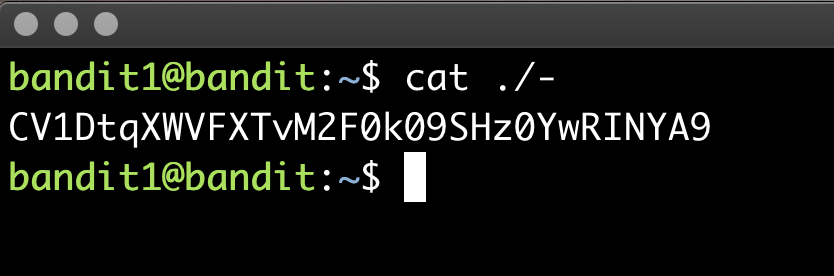 bandit1@bandit:~$ cat ./-
CV1DtqXWVFXTvM2F0k09SHz0YwRINYA9
bandit1@bandit:~$